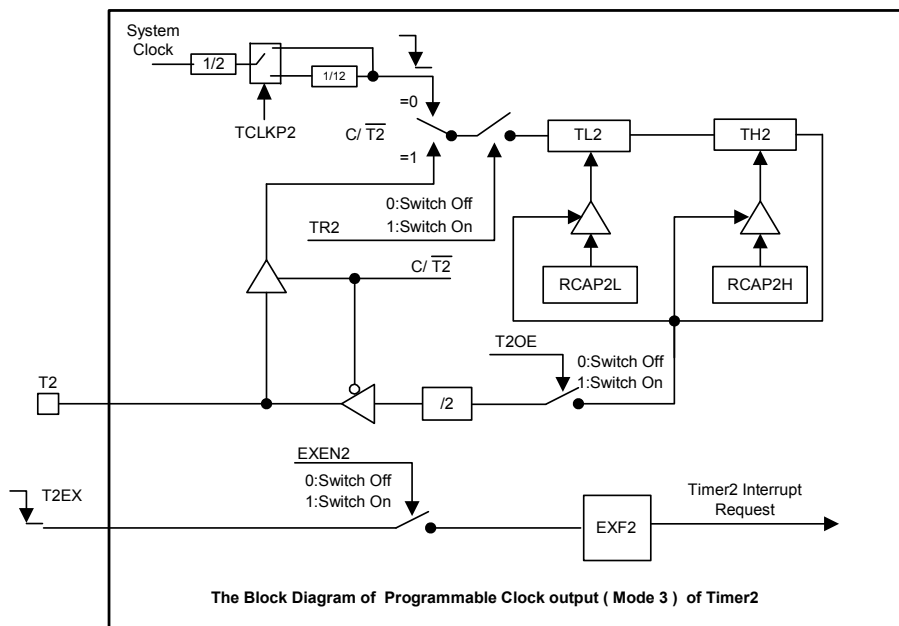 System
Clock
1/2
1/12
TCLKP2
=0
C/ T2
=1
TL2
TH2
0:Switch Off
TR2
1:Switch On
RCAP2L
RCAP2H
C/ T2
T2OE
0:Switch Off
1:Switch On
T2
/2
EXEN2
0:Switch Off
1:Switch On
T2EX
EXF2
Timer2 Interrupt
Request
The Block Diagram of Programmable Clock output ( Mode 3 ) of Timer2